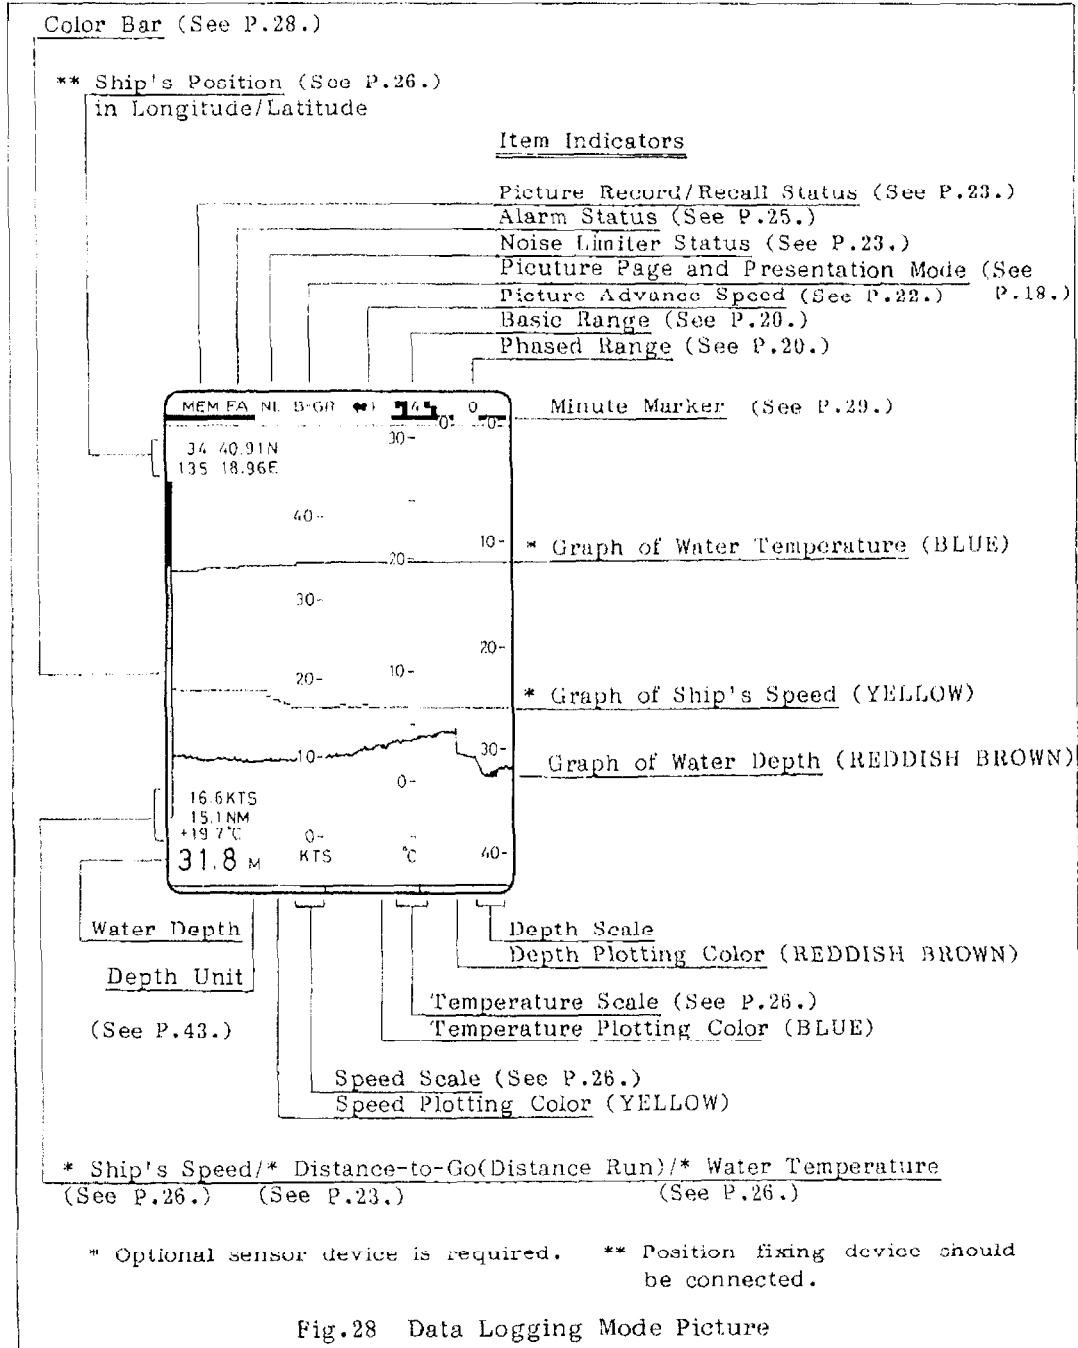 Color Bar (See P.28.)
** Ship's Position (See P.26.)
in Longitude/Latitude
Item Indicators
Picture Record/Recall Status (See P.23.)
Alarm Status (See P.25.)
Noise Limiter Status (See P.23.)
Picuture Page and Presentation Mode (See P.18.)
Picture Advance Speed (See P.22.)
Basic Range (See P.20.)
Phased Range (See P.20.)
MEM FA NL B-GR 0
Minute Marker (See P.29.)
0- 0-
34 40.91N 30-
135 18.96E
40-
10- * Graph of Water Temperature (BLUE)
20-
30-
20-
20- 10-
* Graph of Ship's Speed (YELLOW)
10- 30-
Graph of Water Depth (REDDISH BROWN)
0-
16.6KTS
15.1NM
+19.7°C 0-
31.8 M KTS °C 40-
Water Depth
Depth Scale
Depth Plotting Color (REDDISH BROWN)
Depth Unit
(See P.43.)
Temperature Scale (See P.26.)
Temperature Plotting Color (BLUE)
Speed Scale (See P.26.)
Speed Plotting Color (YELLOW)
* Ship's Speed/* Distance-to-Go(Distance Run)/* Water Temperature
(See P.26.) (See P.23.) (See P.26.)
* Optional sensor device is required. ** Position fixing device should
be connected.
Fig.28 Data Logging Mode Picture